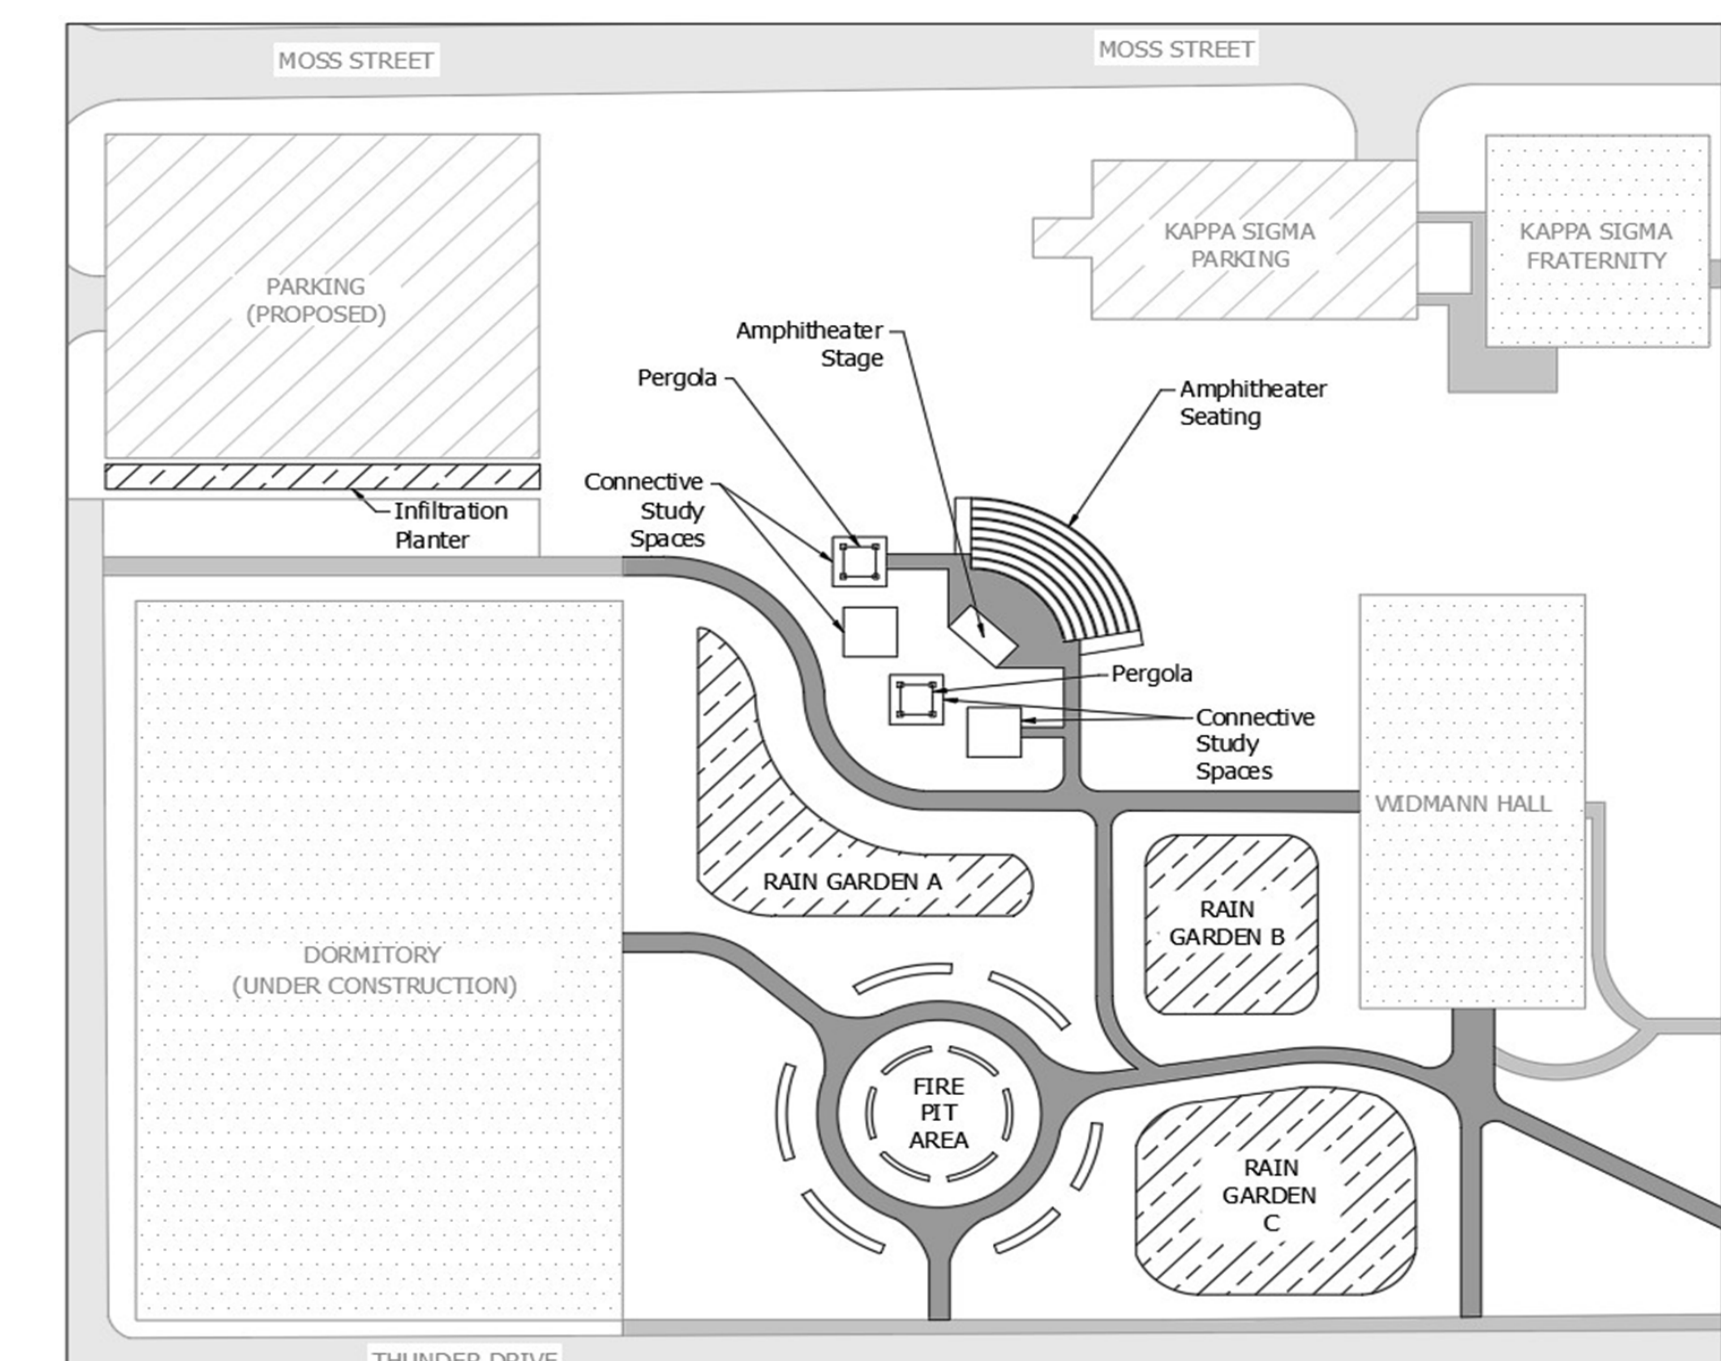 MOSS STREET
MOSS STREET
PARKING
(PROPOSED)
KAPPA SIGMA
PARKING
KAPPA SIGMA
FRATERNITY
Amphitheater
Stage
Pergola
Amphitheater
Seating
Connective
Study
Spaces
Infiltration
Planter
Pergola
Connective
Study
Spaces
WIDMANN HALL
RAIN GARDEN A
RAIN
GARDEN B
DORMITORY
(UNDER CONSTRUCTION)
FIRE
PIT
AREA
RAIN
GARDEN
C
THUNDER DRIVE